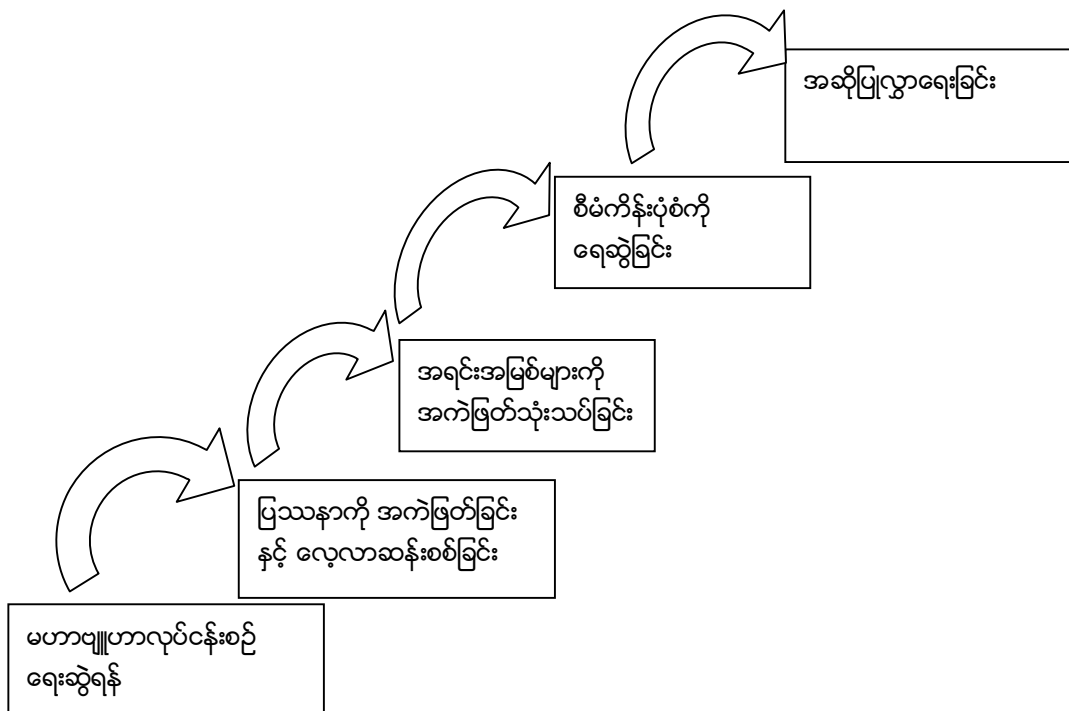 အဆိုပြုလွှာရေးခြင်း
စီမံကိန်းပုံစံကို
ရေဆွဲခြင်း
အရင်းအမြစ်များကို
အကဲဖြတ်သုံးသပ်ခြင်း
ပြဿနာကို အကဲဖြတ်ခြင်း
နှင့် လေ့လာဆန်းစစ်ခြင်း
မဟာဗျူဟာလုပ်ငန်းစဉ်
ရေးဆွဲရန်